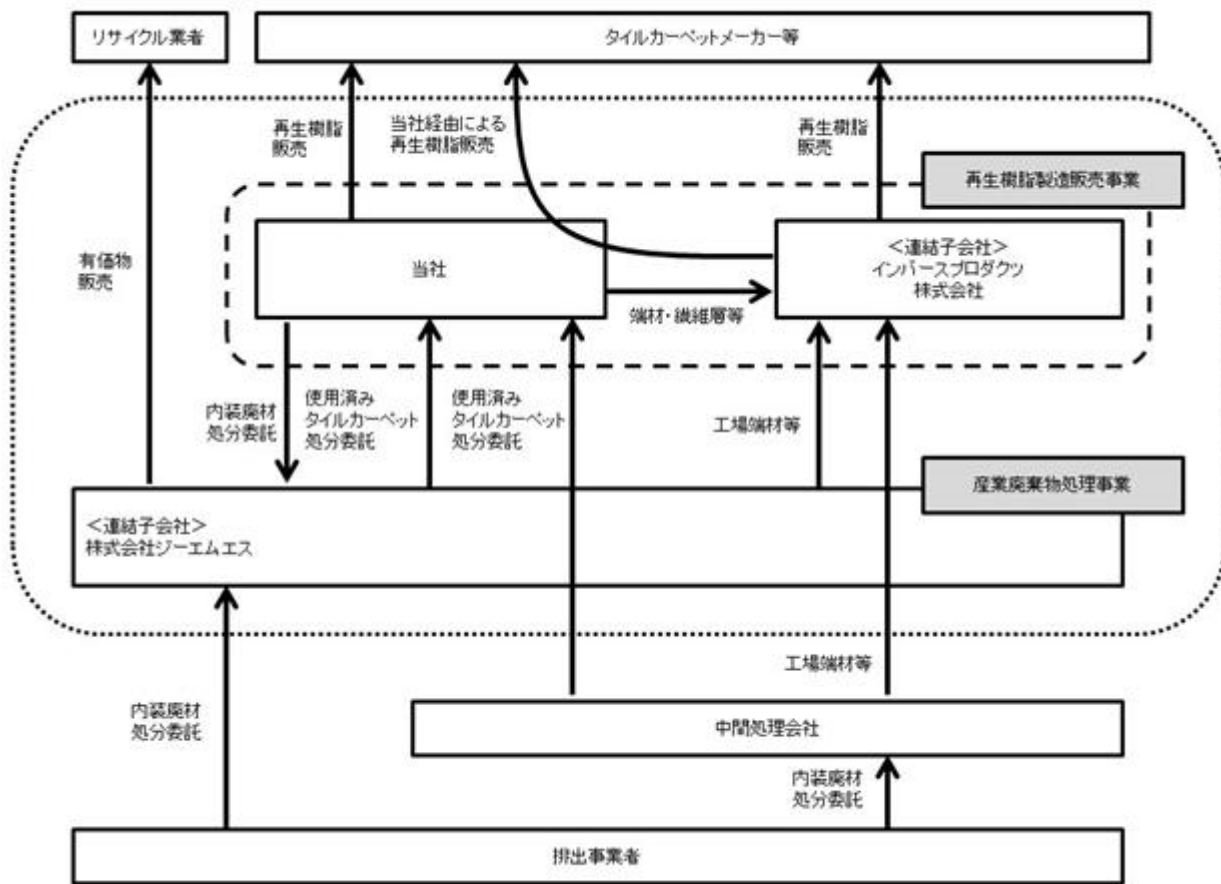 リサイクル業者
タイルカーペットメーカー等
再生樹脂
販売
当社経由による
再生樹脂販売
再生樹脂
販売
再生樹脂製造販売事業
有価物
販売
当社
<連結子会社>
インバースプロダクツ
株式会社
端材・繊維層等
内装廃材
処分委託
使用済み
タイルカーペット
処分委託
使用済み
タイルカーペット
処分委託
工場端材等
産業廃棄物処理事業
<連結子会社>
株式会社ジーエムエス
工場端材等
内装廃材
処分委託
中間処理会社
内装廃材
処分委託
排出事業者